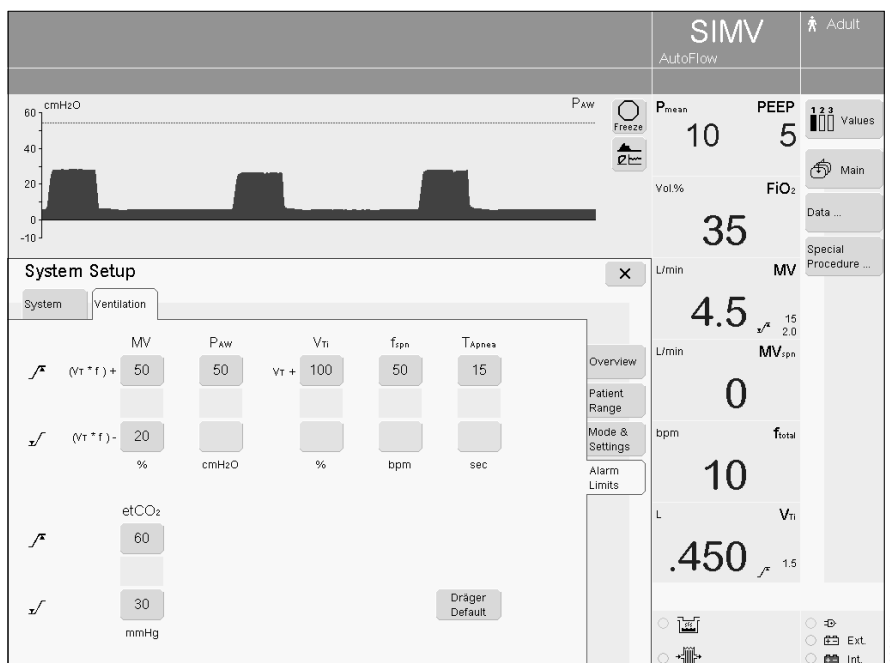 SIMV
AutoFlow
Adult
cmH2O
PAW
60
40
20
0
-10
Freeze
Pmean PEEP
10 5
Vol.% FiO2
35
L/min MV
4.5 15
2.0
L/min MVspn
0
bpm ftotal
10
L VTi
.450 1.5
1 2 3
Values
Main
Data ...
Special
Procedure ...
System Setup
System Ventilation
MV PAW VTi fspn TApnea
(VT * f ) + 50 50 VT + 100 50 15
(VT * f ) - 20
% cmH2O % bpm sec
etCO2
60
30
mmHg
Dräger
Default
Overview
Patient
Range
Mode &
Settings
Alarm
Limits
Ext.
Int.